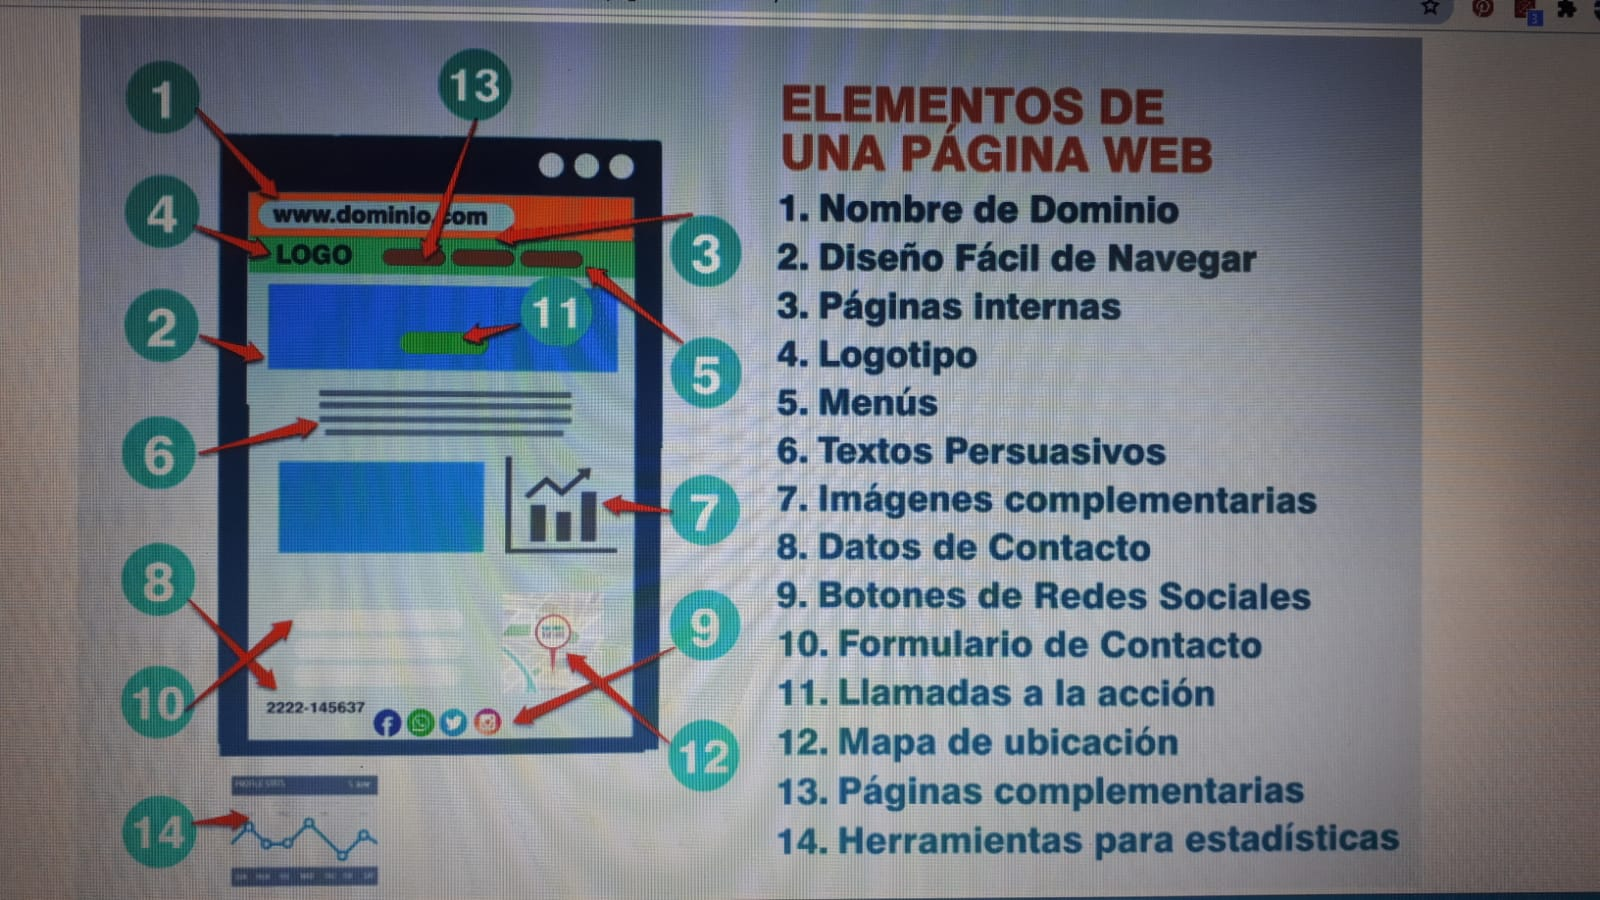 3
1
13
4
www.dominio.com
LOGO
3
2
11
5
6
7
8
9
10
2222-145637
12
14
ELEMENTOS DE
UNA PÁGINA WEB
1. Nombre de Dominio
2. Diseño Fácil de Navegar
3. Páginas internas
4. Logotipo
5. Menús
6. Textos Persuasivos
7. Imágenes complementarias
8. Datos de Contacto
9. Botones de Redes Sociales
10. Formulario de Contacto
11. Llamadas a la acción
12. Mapa de ubicación
13. Páginas complementarias
14. Herramientas para estadísticas